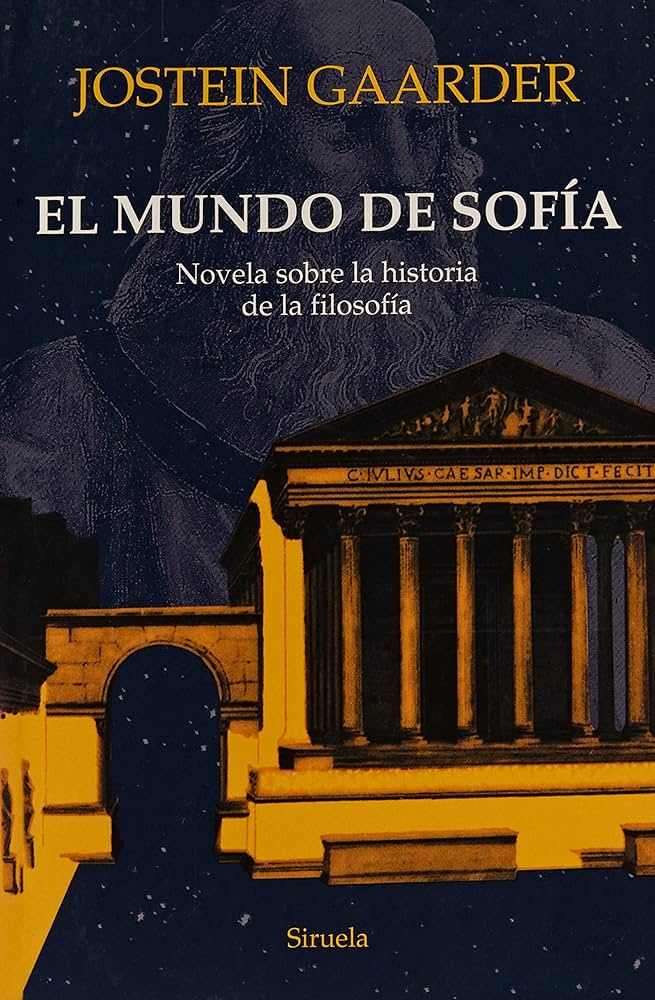 JOSTEIN GAARDER
EL MUNDO DE SOFÍA
Novela sobre la historia
de la filosofía
C·IVLIVS·CAESAR·IMP·DICT·FECIT
Siruela